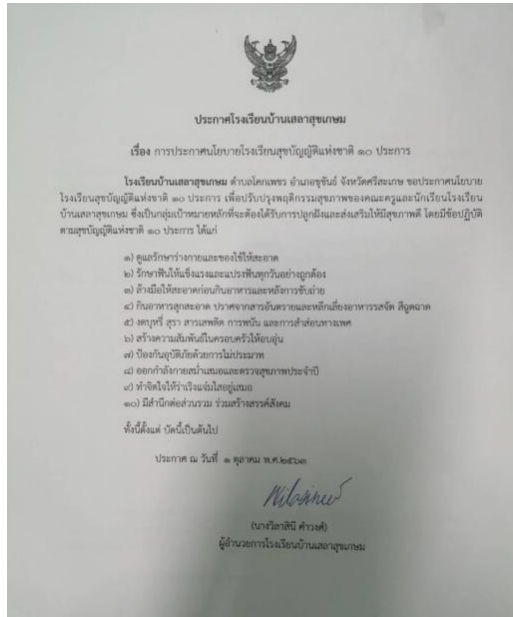 ประกาศโรงเรียนบ้านเสลาสุขเกษม
เรื่อง การประกาศนโยบายโรงเรียนสุขบัญญัติแห่งชาติ ๑๐ ประการ
โรงเรียนบ้านเสลาสุขเกษม ตำบลโคกเพชร อำเภอขุขันธ์ จังหวัดศรีสะเกษ ขอประกาศนโยบาย
โรงเรียนสุขบัญญัติแห่งชาติ ๑๐ ประการ เพื่อปรับปรุงพฤติกรรมสุขภาพของคณะครูและนักเรียนโรงเรียน
บ้านเสลาสุขเกษม ซึ่งเป็นกลุ่มเป้าหมายหลักที่จะต้องได้รับการปลูกฝังและส่งเสริมให้มีสุขภาพดี โดยมีข้อปฏิบัติ
ตามสุขบัญญัติแห่งชาติ ๑๐ ประการ ได้แก่
๑) ดูแลรักษาร่างกายและของใช้ให้สะอาด
๒) รักษาฟันให้แข็งแรงและแปรงฟันทุกวันอย่างถูกต้อง
๓) ล้างมือให้สะอาดก่อนกินอาหารและหลังการขับถ่าย
๔) กินอาหารสุกสะอาด ปราศจากสารอันตรายและหลีกเลี่ยงอาหารรสจัด สีฉูดฉาด
๕) งดบุหรี่ สุรา สารเสพติด การพนัน และการสำส่อนทางเพศ
๖) สร้างความสัมพันธ์ในครอบครัวให้อบอุ่น
๗) ป้องกันอุบัติภัยด้วยการไม่ประมาท
๘) ออกกำลังกายสม่ำเสมอและตรวจสุขภาพประจำปี
๙) ทำจิตใจให้ร่าเริงแจ่มใสอยู่เสมอ
๑๐) มีสำนึกต่อส่วนรวม ร่วมสร้างสรรค์สังคม
ทั้งนี้ตั้งแต่ บัดนี้เป็นต้นไป
ประกาศ ณ วันที่ ๑ ตุลาคม พ.ศ.๒๕๖๓
(นางวิลาสินี คำวงศ์)
ผู้อำนวยการโรงเรียนบ้านเสลาสุขเกษม